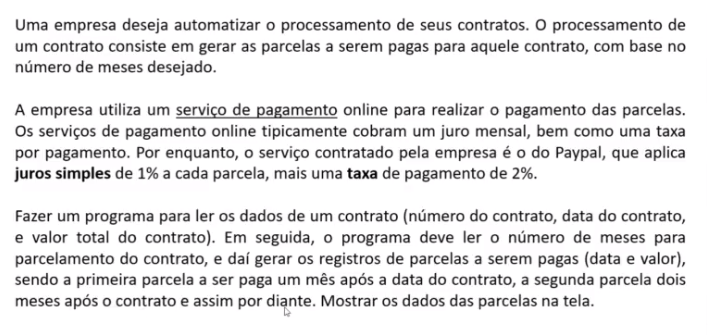 Uma empresa deseja automatizar o processamento de seus contratos. O processamento de
um contrato consiste em gerar as parcelas a serem pagas para aquele contrato, com base no
número de meses desejado.
A empresa utiliza um serviço de pagamento online para realizar o pagamento das parcelas.
Os serviços de pagamento online tipicamente cobram um juro mensal, bem como uma taxa
por pagamento. Por enquanto, o serviço contratado pela empresa é o do Paypal, que aplica
juros simples de 1% a cada parcela, mais uma taxa de pagamento de 2%.
Fazer um programa para ler os dados de um contrato (número do contrato, data do contrato,
e valor total do contrato). Em seguida, o programa deve ler o número de meses para
parcelamento do contrato, e daí gerar os registros de parcelas a serem pagas (data e valor),
sendo a primeira parcela a ser paga um mês após a data do contrato, a segunda parcela dois
meses após o contrato e assim por diante. Mostrar os dados das parcelas na tela.